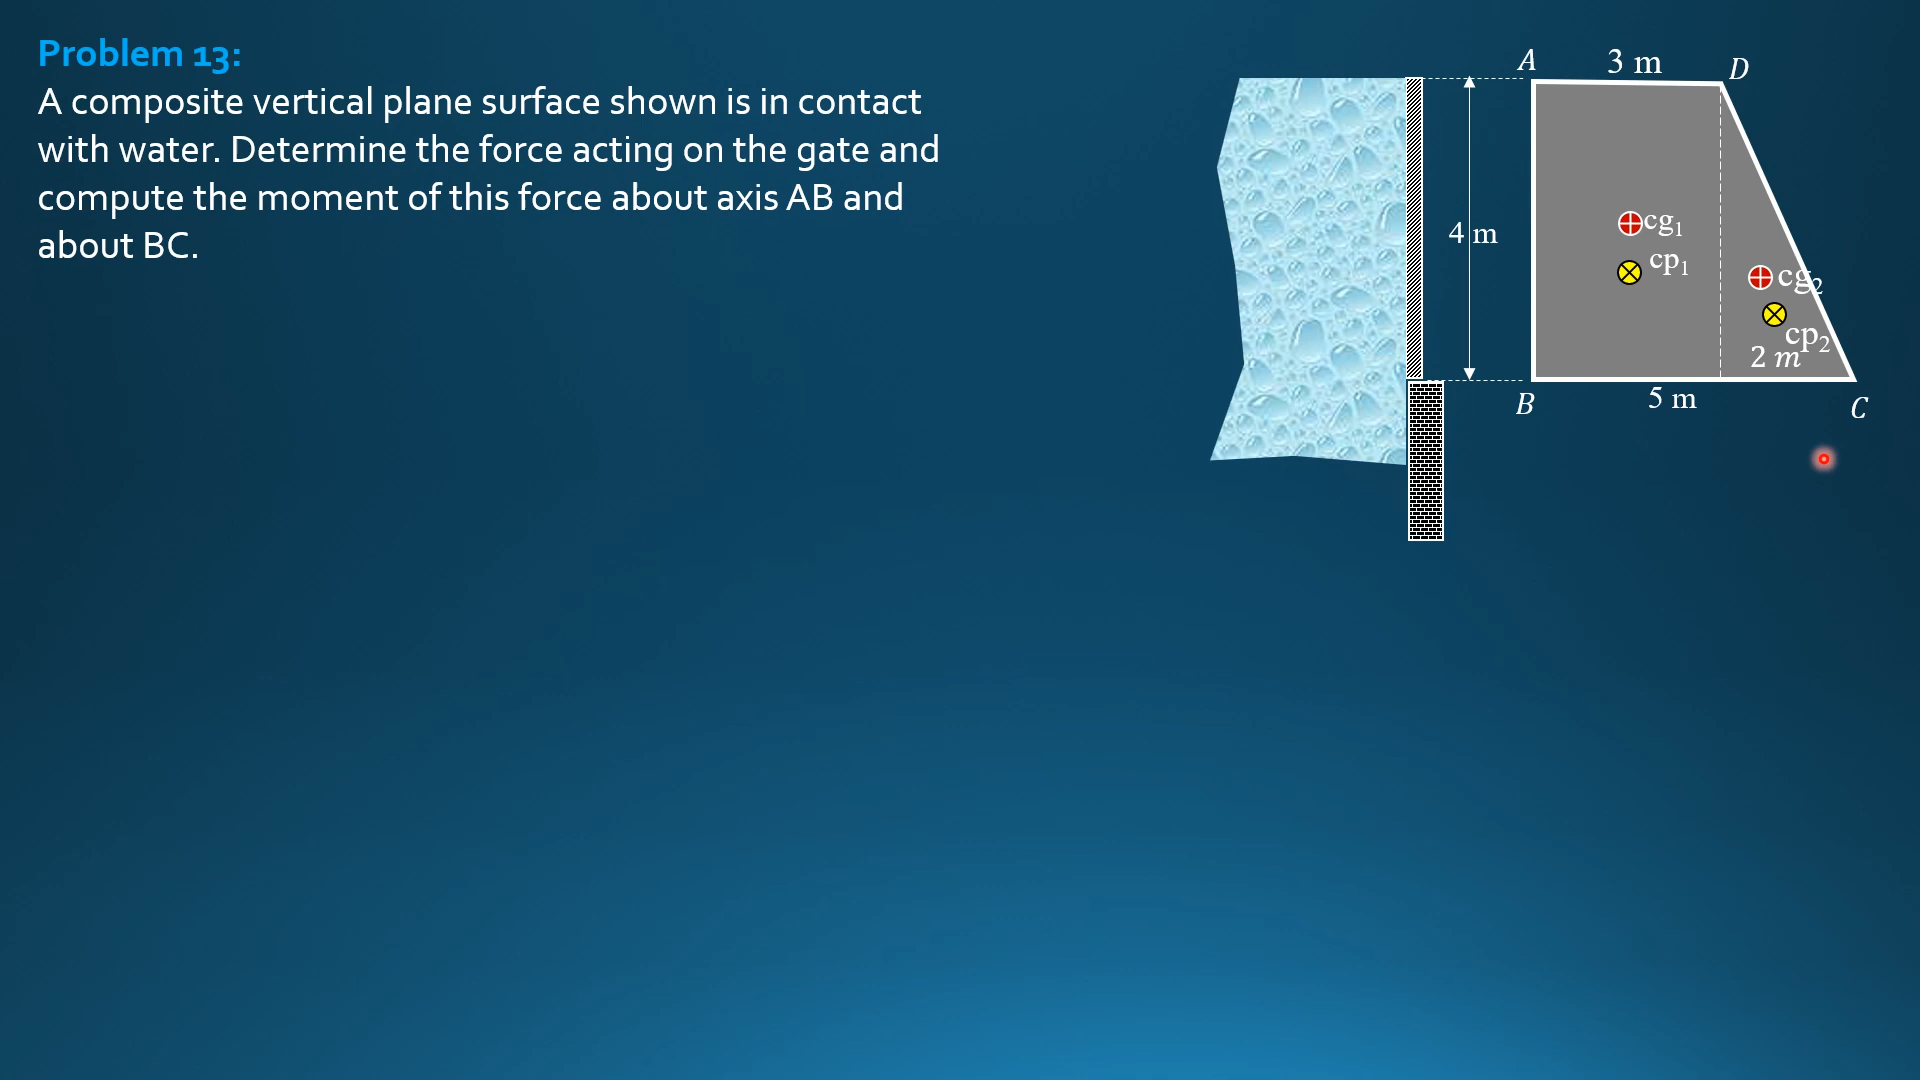 Problem 13:
A composite vertical plane surface shown is in contact
with water. Determine the force acting on the gate and
compute the moment of this force about axis AB and
about BC.
A
3 m
D
cg₁
cp₁
4 m
cg₂
cp₂
2 m
B
5 m
C